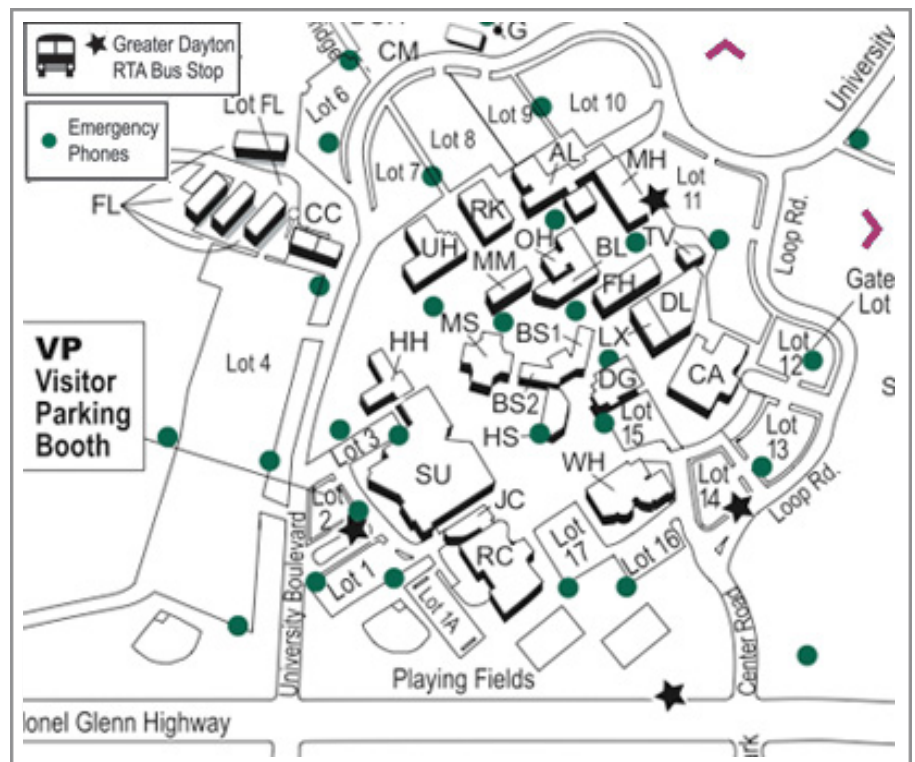 Greater Dayton
RTA Bus Stop
Emergency
Phones
CM
G
Lot 6
Lot FL
Lot 9
Lot 10
Lot 8
Lot 7
University
AL
MH
Lot
11
FL
CC
RK
UH
OH
BL
TV
MM
FH
Loop Rd.
Gate
Lot
DL
MS
BS1
LX
HH
Lot
12
VP
Visitor
Parking
Booth
Lot 4
CA
DG
BS2
Lot
15
HS
Lot 3
Lot
13
SU
WH
Lot
14
Loop Rd.
Lot
2
JC
RC
Lot
17
Lot 16
Lot 1
Lot 1A
University Boulevard
Center Road
Playing Fields
lonel Glenn Highway